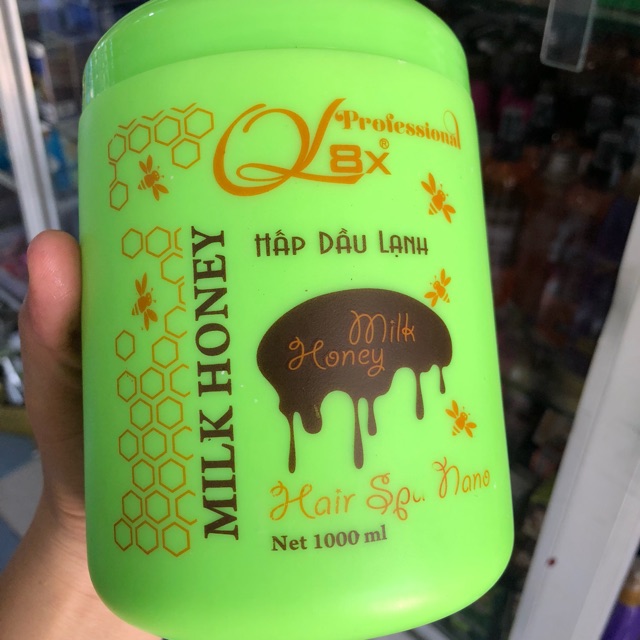 Professional
QL 8X®
HẤP DẦU LẠNH
MILK HONEY
Milk
Honey
Hair Spa Nano
Net 1000 ml